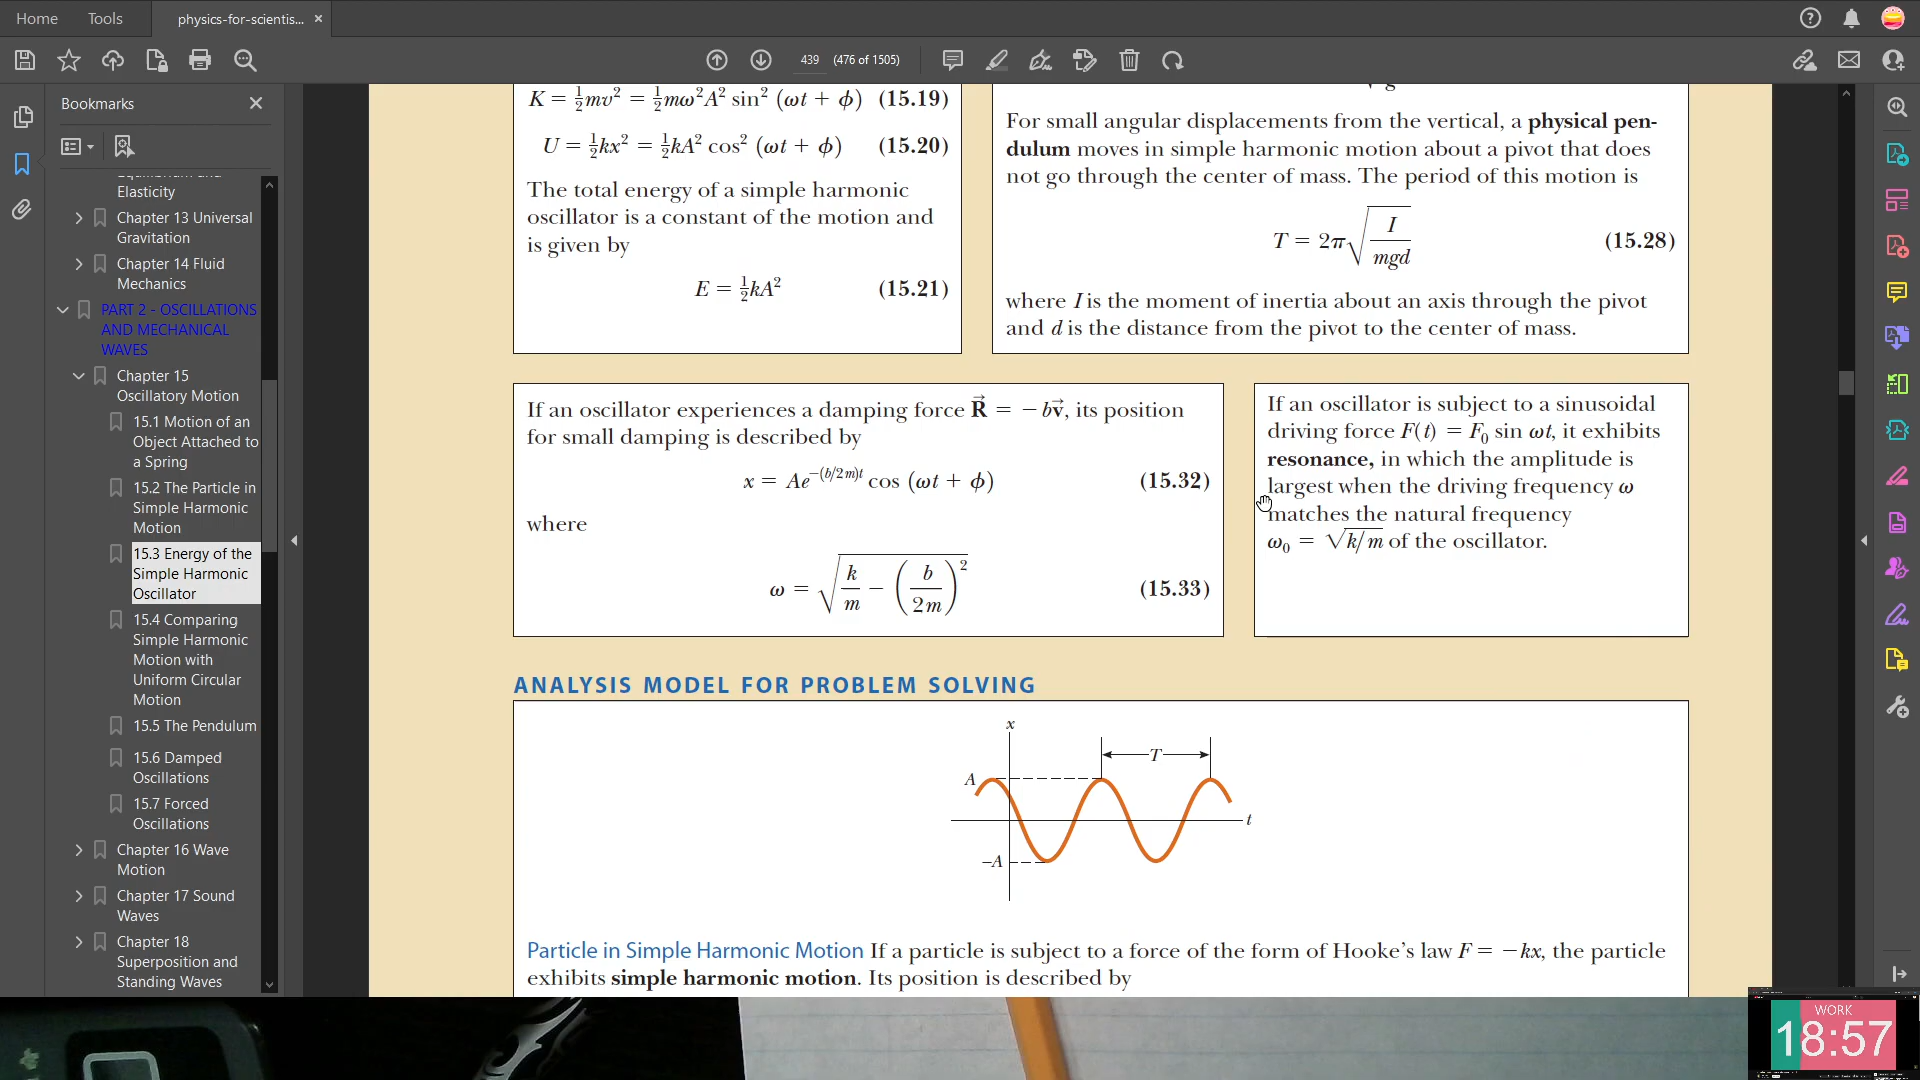 Home
Tools
physics-for-scientis...
439 (476 of 1505)
Bookmarks
Elasticity
Chapter 13 Universal
Gravitation
Chapter 14 Fluid
Mechanics
PART 2 - OSCILLATIONS
AND MECHANICAL
WAVES
Chapter 15
Oscillatory Motion
15.1 Motion of an
Object Attached to
a Spring
15.2 The Particle in
Simple Harmonic
Motion
15.3 Energy of the
Simple Harmonic
Oscillator
15.4 Comparing
Simple Harmonic
Motion with
Uniform Circular
Motion
15.5 The Pendulum
15.6 Damped
Oscillations
15.7 Forced
Oscillations
Chapter 16 Wave
Motion
Chapter 17 Sound
Waves
Chapter 18
Superposition and
Standing Waves
K = ½mv² = ½mω²A² sin² (ωt + ϕ) (15.19)
U = ½kx² = ½kA² cos² (ωt + ϕ) (15.20)
The total energy of a simple harmonic
oscillator is a constant of the motion and
is given by
E = ½kA² (15.21)
For small angular displacements from the vertical, a physical pen-
dulum moves in simple harmonic motion about a pivot that does
not go through the center of mass. The period of this motion is
T = 2π√(I/mgd) (15.28)
where I is the moment of inertia about an axis through the pivot
and d is the distance from the pivot to the center of mass.
If an oscillator experiences a damping force R⃗ = −bv⃗, its position
for small damping is described by
x = Ae^−(b/2m)t cos (ωt + ϕ) (15.32)
where
ω = √(k/m − (b/2m)²) (15.33)
If an oscillator is subject to a sinusoidal
driving force F(t) = F₀ sin ωt, it exhibits
resonance, in which the amplitude is
largest when the driving frequency ω
matches the natural frequency
ω₀ = √k/m of the oscillator.
ANALYSIS MODEL FOR PROBLEM SOLVING
x
T
A
t
−A
Particle in Simple Harmonic Motion If a particle is subject to a force of the form of Hooke's law F = −kx, the particle
exhibits simple harmonic motion. Its position is described by
WORK
18:57